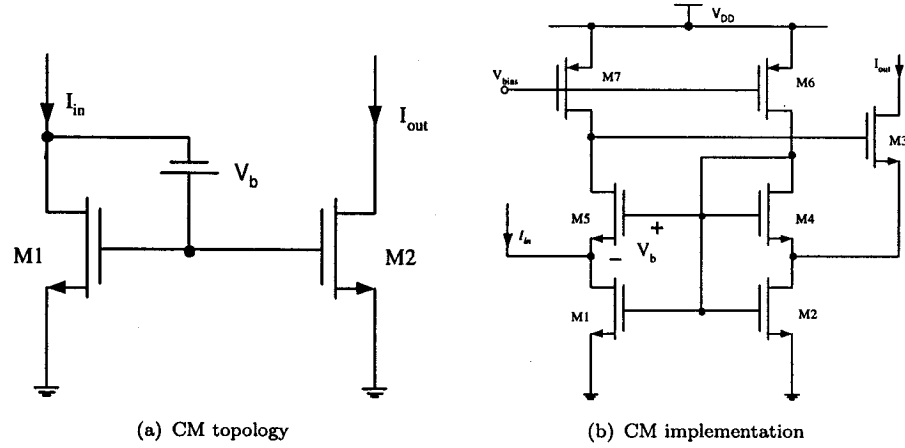 I_in
I_out
V_b
M1
M2
(a) CM topology
V_DD
V_bias
M7
M6
I_out
M3
M5
+
M4
I_in
−
V_b
M1
M2
(b) CM implementation